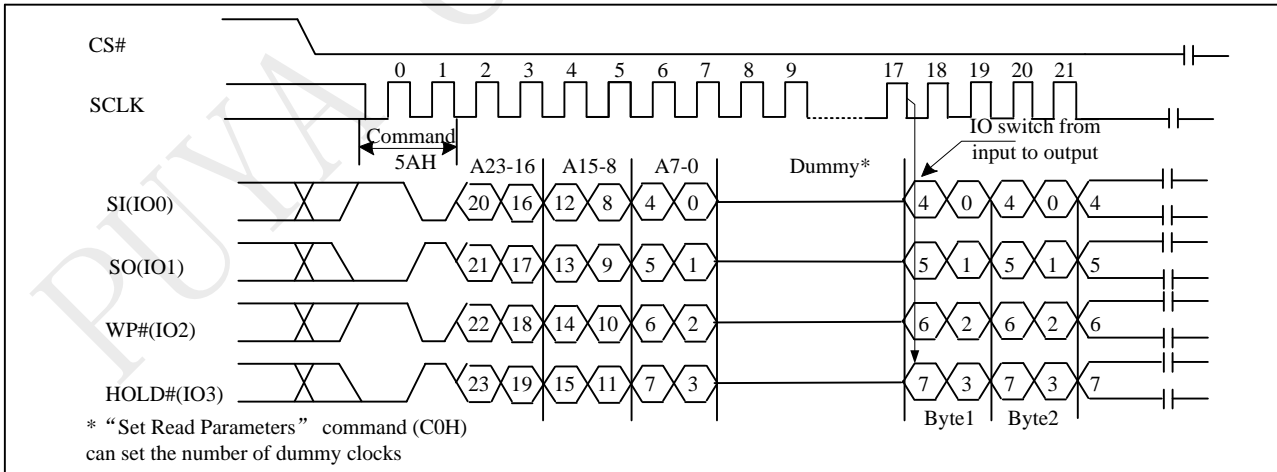 CS#
0 1 2 3 4 5 6 7 8 9 17 18 19 20 21
SCLK
Command
5AH
IO switch from
input to output
A23-16 A15-8 A7-0 Dummy*
SI(IO0) 20 16 12 8 4 0 4 0 4 0 4
SO(IO1) 21 17 13 9 5 1 5 1 5 1 5
WP#(IO2) 22 18 14 10 6 2 6 2 6 2 6
HOLD#(IO3) 23 19 15 11 7 3 7 3 7 3 7
Byte1 Byte2
* “Set Read Parameters” command (C0H)
can set the number of dummy clocks
PUYA